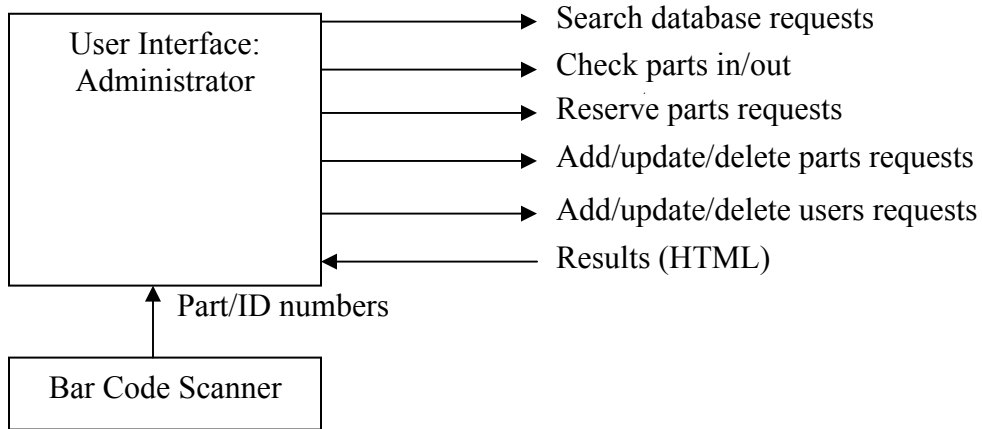 User Interface:
Administrator
Search database requests
Check parts in/out
Reserve parts requests
Add/update/delete parts requests
Add/update/delete users requests
Results (HTML)
Part/ID numbers
Bar Code Scanner